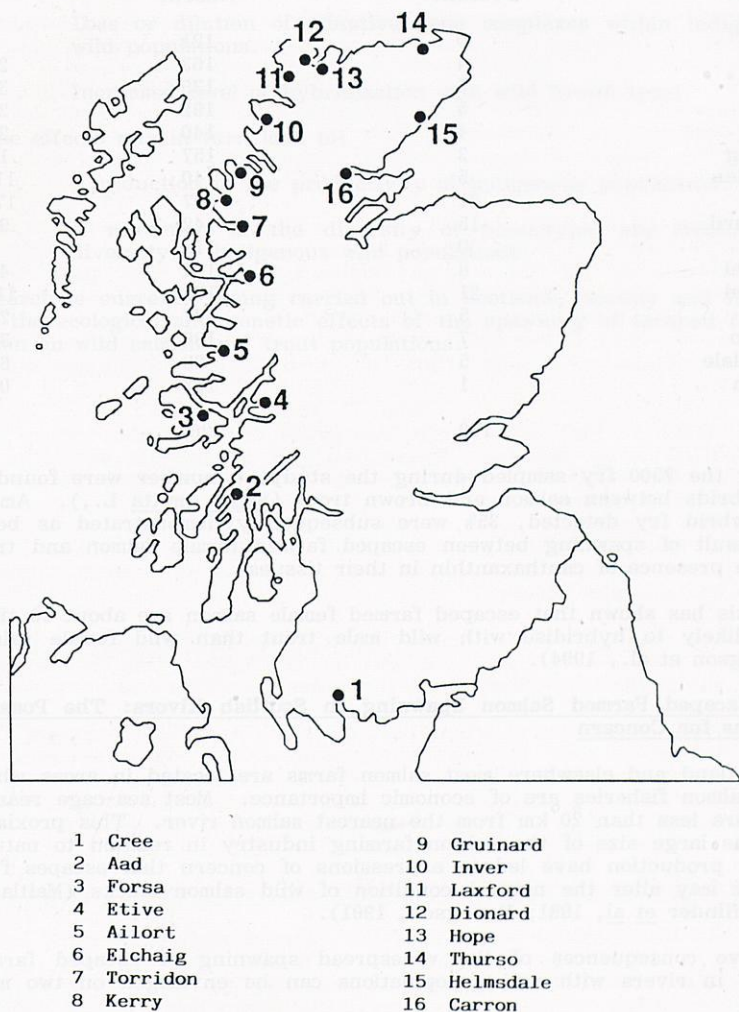 14
12
11
13
10
15
9
16
8
7
6
5
4
3
2
1
1 Cree
2 Aad
3 Forsa
4 Etive
5 Ailort
6 Elchaig
7 Torridon
8 Kerry
9 Gruinard
10 Inver
11 Laxford
12 Dionard
13 Hope
14 Thurso
15 Helmsdale
16 Carron